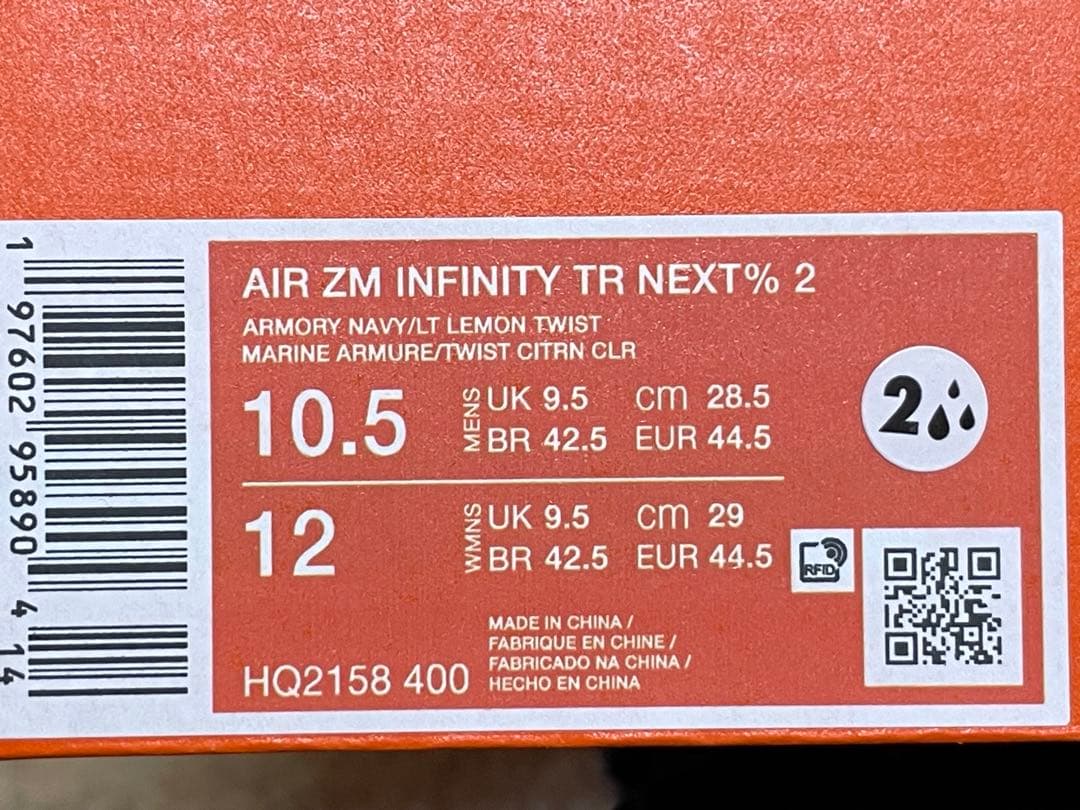 AIR ZM INFINITY TR NEXT% 2
ARMORY NAVY/LT LEMON TWIST
MARINE ARMURE/TWIST CITRN CLR
10.5 MENS UK 9.5 CM 28.5
BR 42.5 EUR 44.5
12 WMNS UK 9.5 CM 29
BR 42.5 EUR 44.5
HQ2158 400
MADE IN CHINA /
FABRIQUE EN CHINE /
FABRICADO NA CHINA /
HECHO EN CHINA
2
RFID
1 97602 95890 4 14